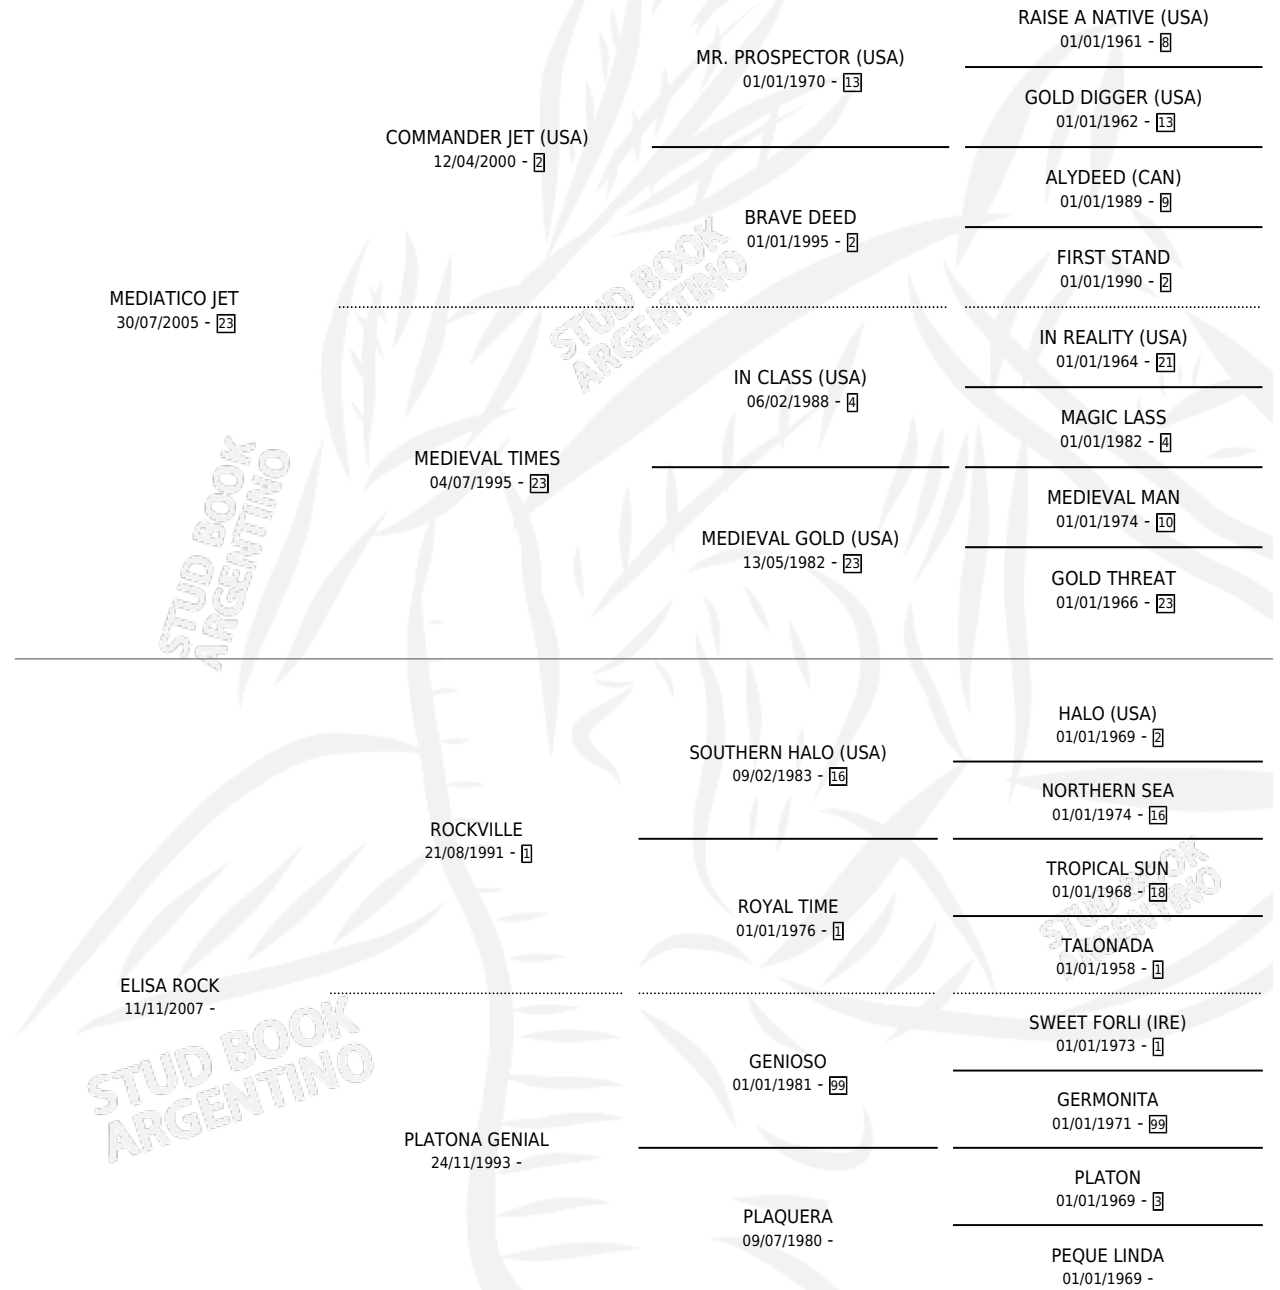 RAISE A NATIVE (USA)
01/01/1961 - 8
MR. PROSPECTOR (USA)
01/01/1970 - 13
GOLD DIGGER (USA)
01/01/1962 - 13
COMMANDER JET (USA)
12/04/2000 - 2
ALYDEED (CAN)
01/01/1989 - 9
BRAVE DEED
01/01/1995 - 2
FIRST STAND
01/01/1990 - 2
MEDIATICO JET
30/07/2005 - 23
STUD BOOK
ARGENTINO
IN REALITY (USA)
01/01/1964 - 21
IN CLASS (USA)
06/02/1988 - 4
MAGIC LASS
01/01/1982 - 4
MEDIEVAL TIMES
04/07/1995 - 23
MEDIEVAL MAN
01/01/1974 - 10
MEDIEVAL GOLD (USA)
13/05/1982 - 23
GOLD THREAT
01/01/1966 - 23
STUD BOOK
ARGENTINO
HALO (USA)
01/01/1969 - 2
SOUTHERN HALO (USA)
09/02/1983 - 16
NORTHERN SEA
01/01/1974 - 16
ROCKVILLE
21/08/1991 - 1
TROPICAL SUN
01/01/1968 - 18
ROYAL TIME
01/01/1976 - 1
TALONADA
01/01/1958 - 1
STUD BOOK
ARGENTINO
ELISA ROCK
11/11/2007 -
SWEET FORLI (IRE)
01/01/1973 - 1
GENIOSO
01/01/1981 - 99
GERMONITA
01/01/1971 - 99
STUD BOOK
ARGENTINO
PLATONA GENIAL
24/11/1993 -
PLATON
01/01/1969 - 3
PLAQUERA
09/07/1980 -
PEQUE LINDA
01/01/1969 -